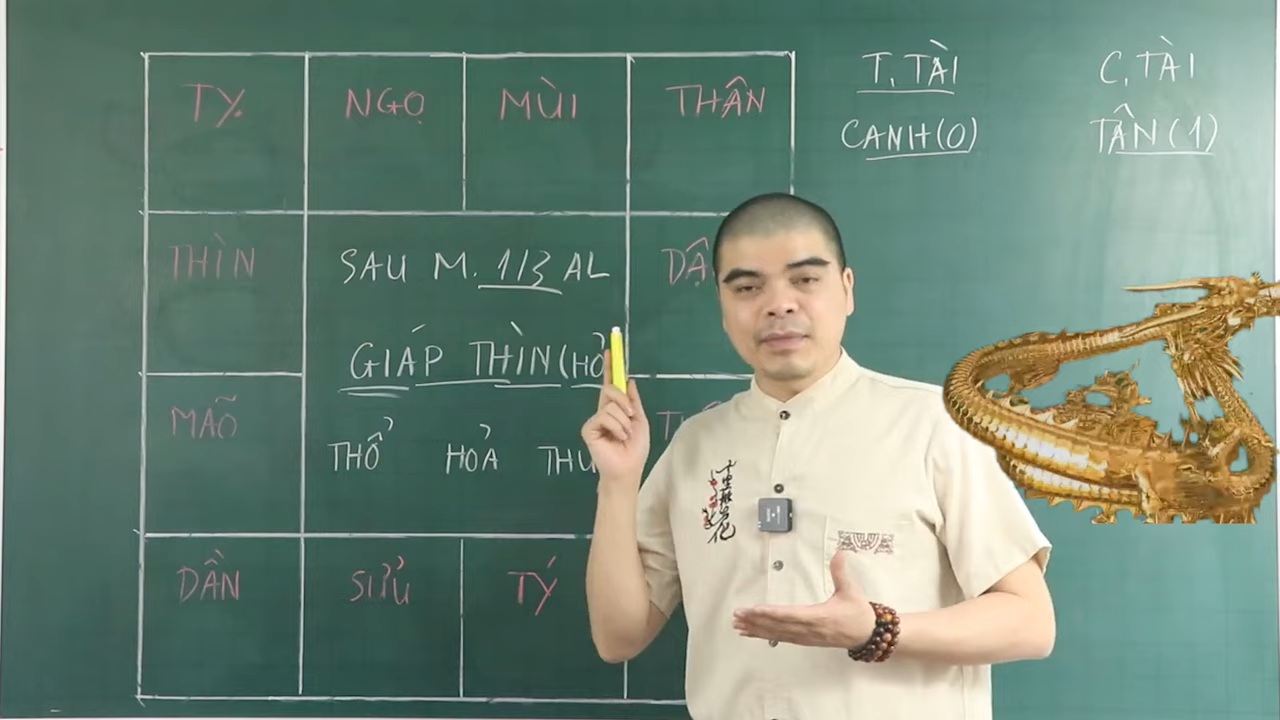 TỴ NGỌ MÙI THÂN
T, TÀI C, TÀI
CANH(0) TÂN(1)
THÌN SAU M. 1/3 AL
GIÁP THÌN(HỎ
MÃO
THỔ HỎA
DẦN SỬU TÝ